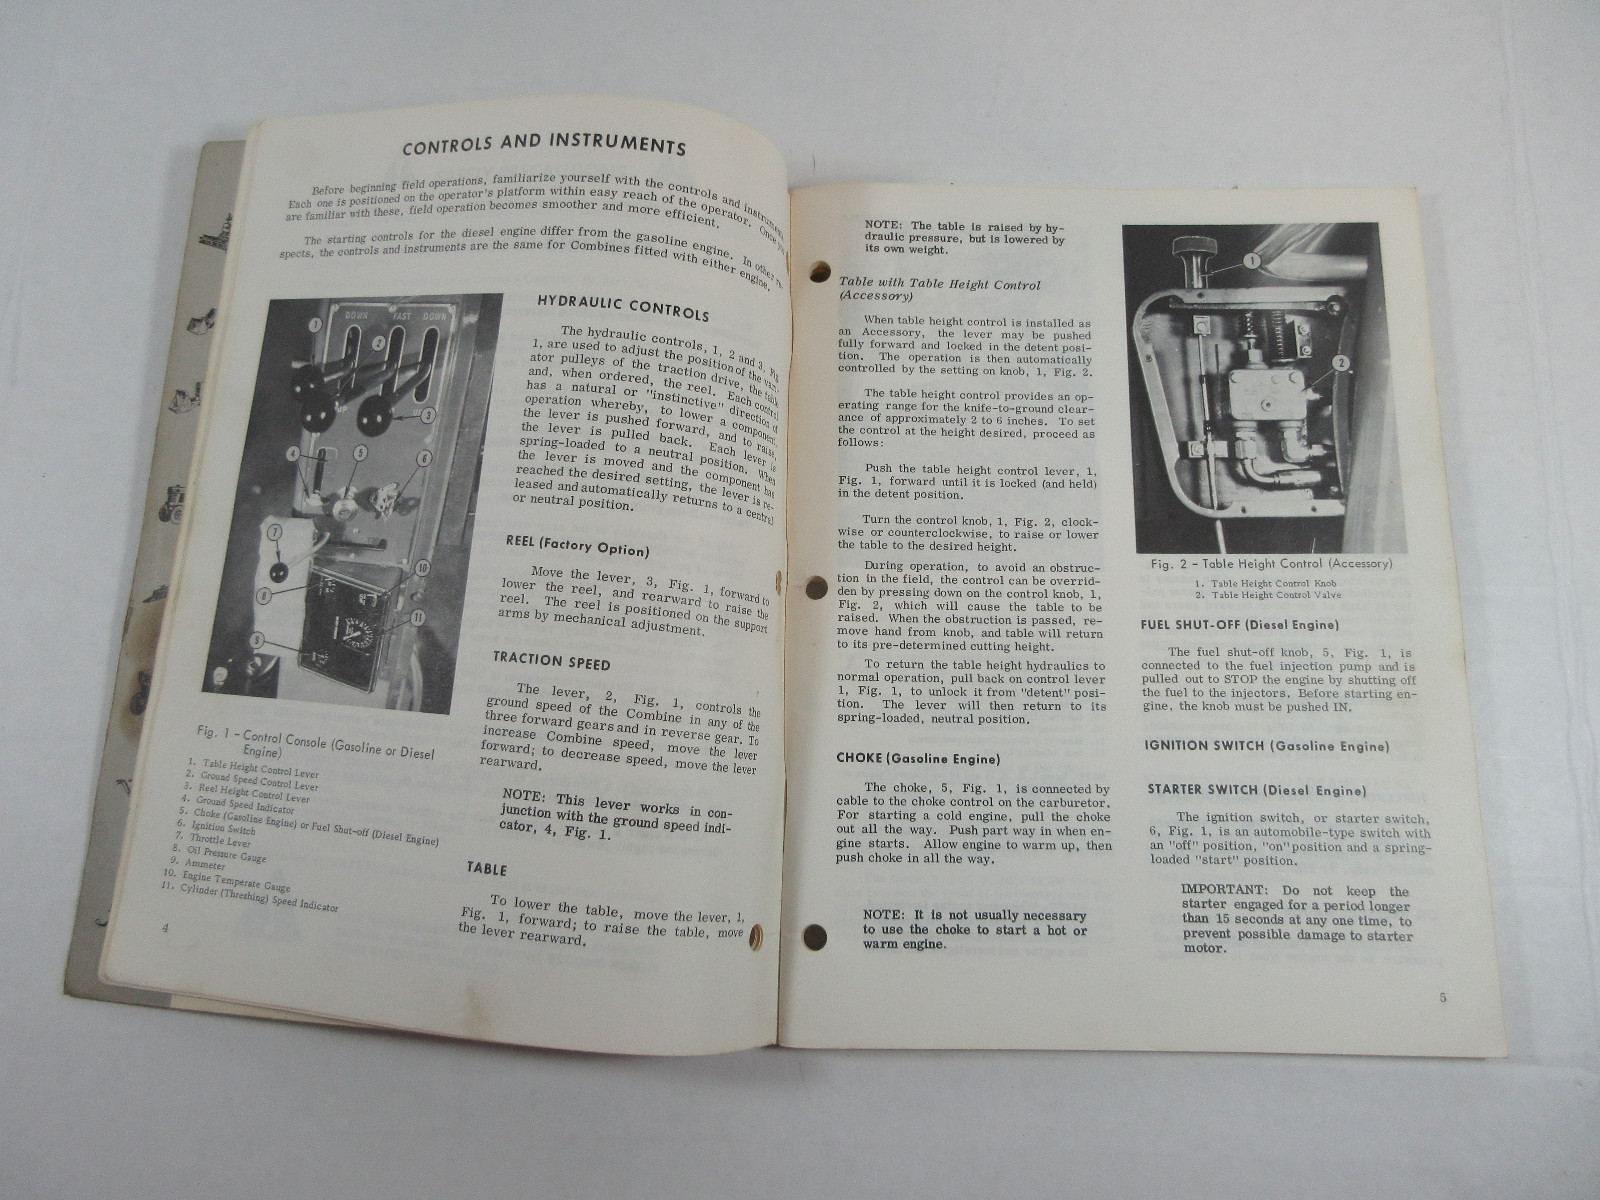 CONTROLS AND INSTRUMENTS
Before beginning field operations, familiarize yourself with the controls and instruments
Each one is positioned on the operator's platform within easy reach of the operator. Once you
are familiar with these, field operation becomes smoother and more efficient.
The starting controls for the diesel engine differ from the gasoline engine. In other re-
spects, the controls and instruments are the same for Combines fitted with either engine.
DOWN FAST DOWN
UP
1
2
3
4
5
6
7
8
9
10
11
Fig. 1 - Control Console (Gasoline or Diesel
Engine)
1. Table Height Control Lever
2. Ground Speed Control Lever
3. Reel Height Control Lever
4. Ground Speed Indicator
5. Choke (Gasoline Engine) or Fuel Shut-off (Diesel Engine)
6. Ignition Switch
7. Throttle Lever
8. Oil Pressure Gauge
9. Ammeter
10. Engine Temperate Gauge
11. Cylinder (Threshing) Speed Indicator
4
HYDRAULIC CONTROLS
The hydraulic controls, 1, 2 and 3, Fig.
1, are used to adjust the position of the vari-
ator pulleys of the traction drive, the table
and, when ordered, the reel. Each control
has a natural or "instinctive" direction of
operation whereby, to lower a component,
the lever is pushed forward, and to raise,
the lever is pulled back. Each lever is
spring-loaded to a neutral position. When
the lever is moved and the component has
reached the desired setting, the lever is re-
leased and automatically returns to a central
or neutral position.
REEL (Factory Option)
Move the lever, 3, Fig. 1, forward to
lower the reel, and rearward to raise the
reel. The reel is positioned on the support
arms by mechanical adjustment.
TRACTION SPEED
The lever, 2, Fig. 1, controls the
ground speed of the Combine in any of the
three forward gears and in reverse gear. To
increase Combine speed, move the lever
forward; to decrease speed, move the lever
rearward.
NOTE: This lever works in con-
junction with the ground speed indi-
cator, 4, Fig. 1.
TABLE
To lower the table, move the lever, 1,
Fig. 1, forward; to raise the table, move
the lever rearward.
NOTE: The table is raised by hy-
draulic pressure, but is lowered by
its own weight.
Table with Table Height Control
(Accessory)
When table height control is installed as
an Accessory, the lever may be pushed
fully forward and locked in the detent posi-
tion. The operation is then automatically
controlled by the setting on knob, 1, Fig. 2.
The table height control provides an op-
erating range for the knife-to-ground clear-
ance of approximately 2 to 6 inches. To set
the control at the height desired, proceed as
follows:
Push the table height control lever, 1,
Fig. 1, forward until it is locked (and held)
in the detent position.
Turn the control knob, 1, Fig. 2, clock-
wise or counterclockwise, to raise or lower
the table to the desired height.
During operation, to avoid an obstruc-
tion in the field, the control can be overrid-
den by pressing down on the control knob, 1,
Fig. 2, which will cause the table to be
raised. When the obstruction is passed, re-
move hand from knob, and table will return
to its pre-determined cutting height.
To return the table height hydraulics to
normal operation, pull back on control lever
1, Fig. 1, to unlock it from "detent" posi-
tion. The lever will then return to its
spring-loaded, neutral position.
CHOKE (Gasoline Engine)
The choke, 5, Fig. 1, is connected by
cable to the choke control on the carburetor.
For starting a cold engine, pull the choke
out all the way. Push part way in when en-
gine starts. Allow engine to warm up, then
push choke in all the way.
NOTE: It is not usually necessary
to use the choke to start a hot or
warm engine.
1
2
Fig. 2 - Table Height Control (Accessory)
1. Table Height Control Knob
2. Table Height Control Valve
FUEL SHUT-OFF (Diesel Engine)
The fuel shut-off knob, 5, Fig. 1, is
connected to the fuel injection pump and is
pulled out to STOP the engine by shutting off
the fuel to the injectors. Before starting en-
gine, the knob must be pushed IN.
IGNITION SWITCH (Gasoline Engine)
STARTER SWITCH (Diesel Engine)
The ignition switch, or starter switch,
6, Fig. 1, is an automobile-type switch with
an "off" position, "on" position and a spring-
loaded "start" position.
IMPORTANT: Do not keep the
starter engaged for a period longer
than 15 seconds at any one time, to
prevent possible damage to starter
motor.
5